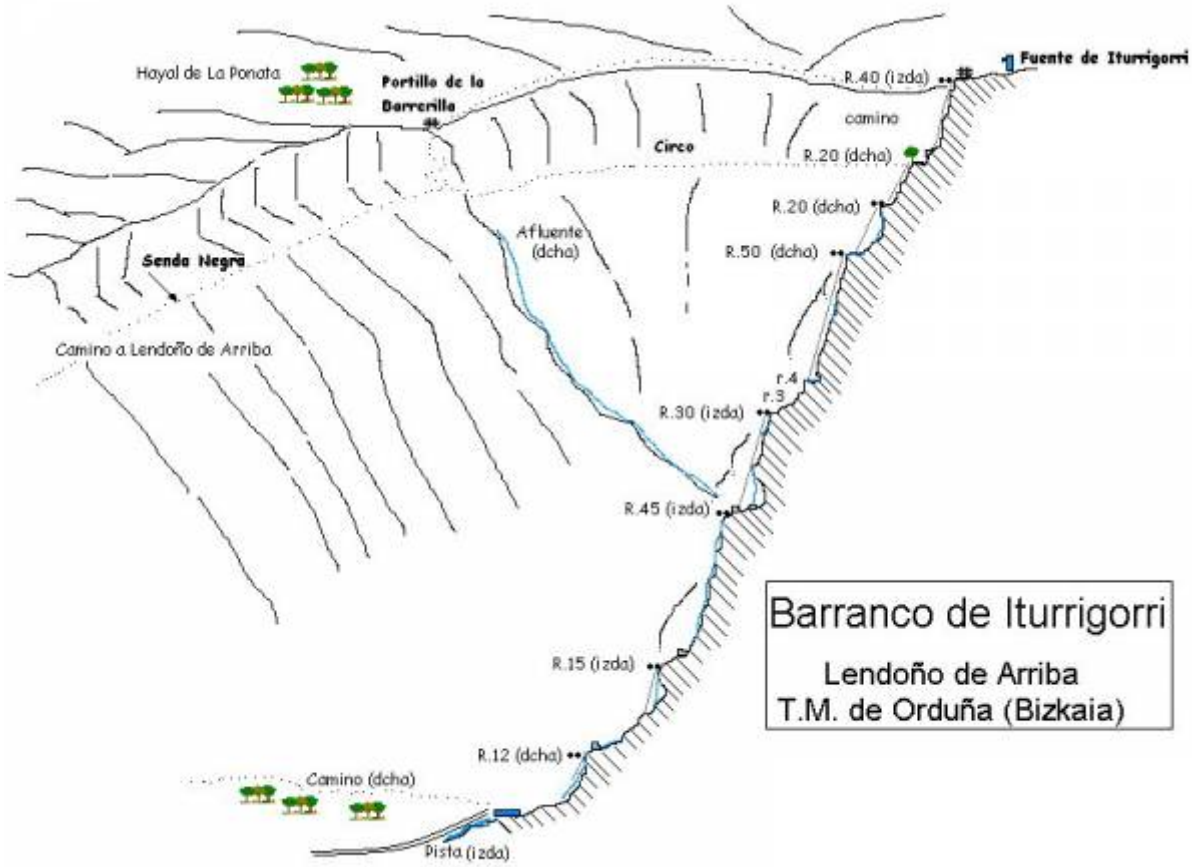 Hayal de La Ponata
Portillo de la
Barrerilla
R.40 (izda)
Fuente de Iturrigorri
camino
Circo
R.20 (dcha)
R.20 (dcha)
Afluente
(dcha)
R.50 (dcha)
Senda Negra
Camino a Lendoño de Arriba
r.4
r.3
R.30 (izda)
R.45 (izda)
Barranco de Iturrigorri
Lendoño de Arriba
T.M. de Orduña (Bizkaia)
R.15 (izda)
R.12 (dcha)
Camino (dcha)
Pista (izda)